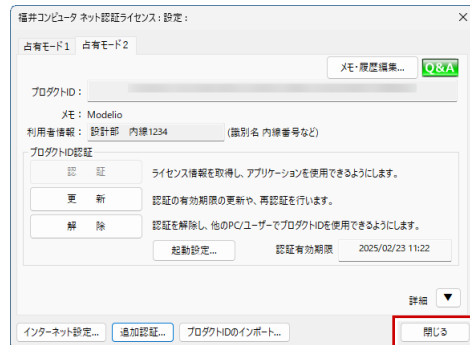 福井コンピュータ ネット認証ライセンス : 設定 :
×
占有モード1 占有モード2
メモ・履歴編集... Q&A
プロダクトID :
メモ : Modelio
利用者情報 : 設計部 内線1234 (識別名 内線番号など)
プロダクトID認証
認 証 ライセンス情報を取得し、アプリケーションを使用できるようにします。
更 新 認証の有効期限の更新や、再認証を行います。
解 除 認証を解除し、他のPC/ユーザーでプロダクトIDを使用できるようにします。
起動設定... 認証有効期限 2025/02/23 11:22
詳細 ▼
インターネット設定... 追加認証... プロダクトIDのインポート... 閉じる